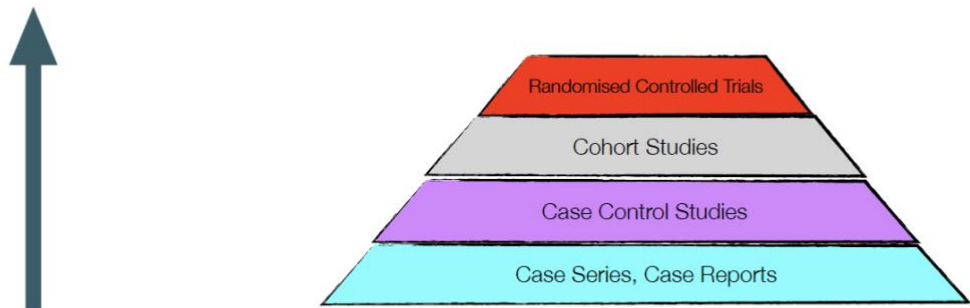 Randomised Controlled Trials
Cohort Studies
Case Control Studies
Case Series, Case Reports